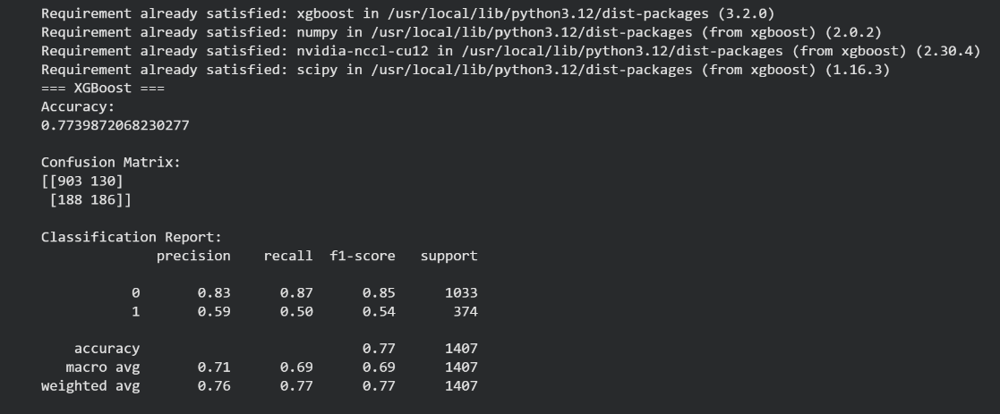 Requirement already satisfied: xgboost in /usr/local/lib/python3.12/dist-packages (3.2.0)
Requirement already satisfied: numpy in /usr/local/lib/python3.12/dist-packages (from xgboost) (2.0.2)
Requirement already satisfied: nvidia-nccl-cu12 in /usr/local/lib/python3.12/dist-packages (from xgboost) (2.30.4)
Requirement already satisfied: scipy in /usr/local/lib/python3.12/dist-packages (from xgboost) (1.16.3)
=== XGBoost ===
Accuracy:
0.7739872068230277

Confusion Matrix:
[[903 130]
 [188 186]]

Classification Report:
              precision    recall  f1-score   support

           0       0.83      0.87      0.85      1033
           1       0.59      0.50      0.54       374

    accuracy                           0.77      1407
   macro avg       0.71      0.69      0.69      1407
weighted avg       0.76      0.77      0.77      1407